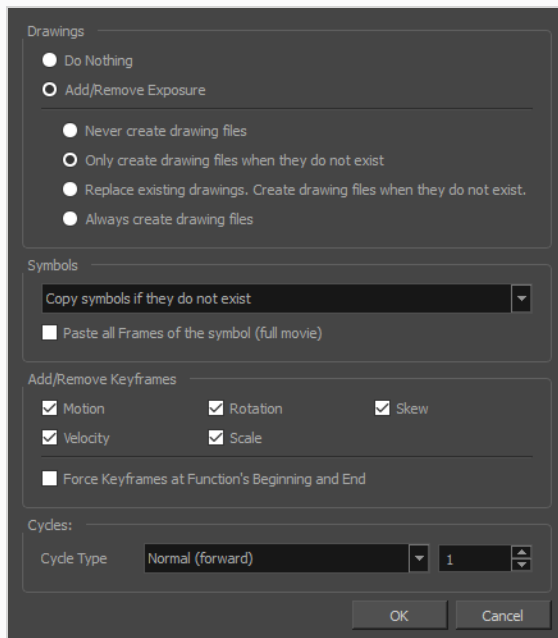 Drawings
Do Nothing
Add/Remove Exposure
Never create drawing files
Only create drawing files when they do not exist
Replace existing drawings. Create drawing files when they do not exist.
Always create drawing files
Symbols
Copy symbols if they do not exist
Paste all Frames of the symbol (full movie)
Add/Remove Keyframes
Motion Rotation Skew
Velocity Scale
Force Keyframes at Function's Beginning and End
Cycles:
Cycle Type Normal (forward) 1
OK Cancel